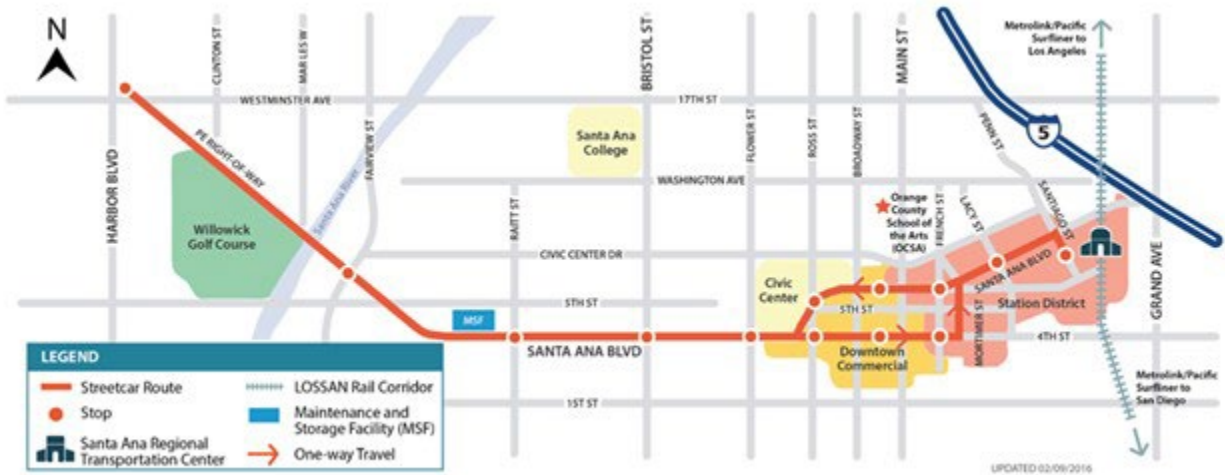 N
HARBOR BLVD
CLINTON ST
MAR LES W
FAIRVIEW ST
BRISTOL ST
MAIN ST
Metrolink/Pacific
Surfliner to
Los Angeles
WESTMINSTER AVE
17TH ST
5
PENN ST
PE RIGHT-OF-WAY
Santa Ana River
Santa Ana
College
FLOWER ST
ROSS ST
BROADWAY ST
WASHINGTON AVE
Willowick
Golf Course
RAITT ST
Orange
County
School of
the Arts
(OCSA)
FRENCH ST
LACY ST
SANTIAGO ST
GRAND AVE
CIVIC CENTER DR
Civic
Center
SANTA ANA BLVD
5TH ST
5TH ST
Station District
MSF
SANTA ANA BLVD
Downtown
Commercial
MORTIMER ST
4TH ST
1ST ST
Metrolink/Pacific
Surfliner to
San Diego
LEGEND
Streetcar Route
Stop
Santa Ana Regional
Transportation Center
LOSSAN Rail Corridor
Maintenance and
Storage Facility (MSF)
One-way Travel
UPDATED 02/09/2016